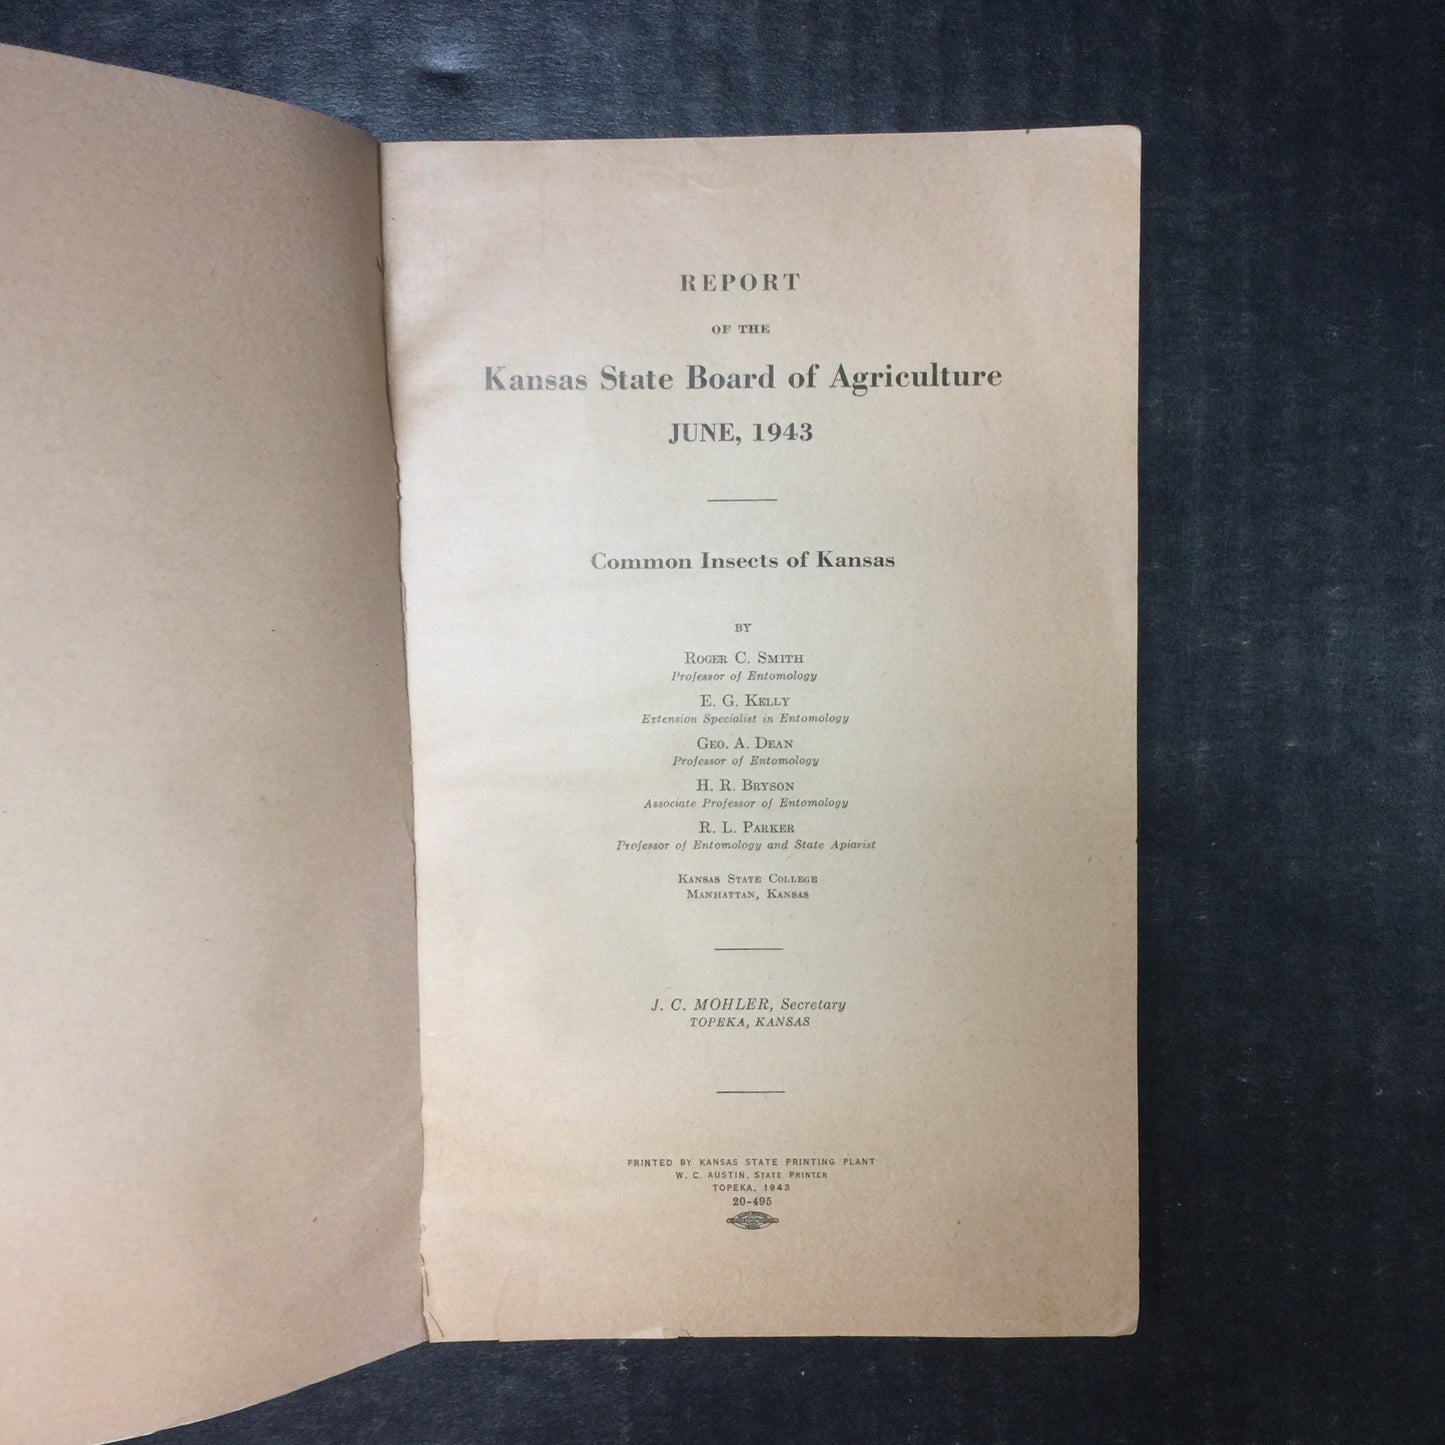 REPORT
OF THE
Kansas State Board of Agriculture
JUNE, 1943
Common Insects of Kansas
BY
Roger C. Smith
Professor of Entomology
E. G. Kelly
Extension Specialist in Entomology
Geo. A. Dean
Professor of Entomology
H. R. Bryson
Associate Professor of Entomology
R. L. Parker
Professor of Entomology and State Apiarist
Kansas State College
Manhattan, Kansas
J. C. MOHLER, Secretary
TOPEKA, KANSAS
PRINTED BY KANSAS STATE PRINTING PLANT
W. C. AUSTIN, State Printer
TOPEKA, 1943
20-495